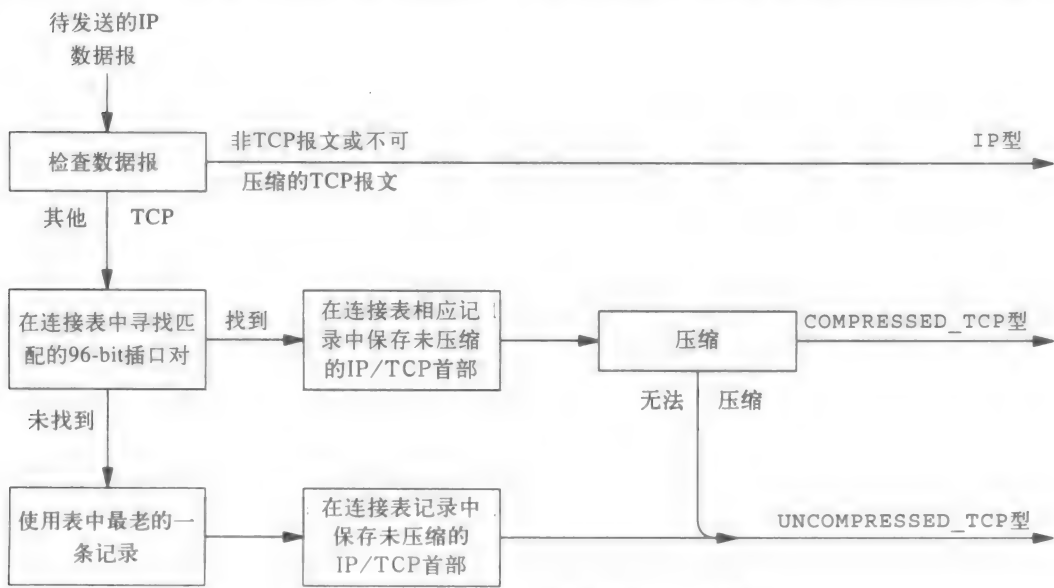 待发送的IP
数据报
检查数据报
非TCP报文或不可
压缩的TCP报文
IP型
其他 TCP
在连接表中寻找匹
配的96-bit插口对
找到
在连接表相应记
录中保存未压缩
的IP/TCP首部
压缩
COMPRESSED_TCP型
无法 压缩
未找到
使用表中最老的一
条记录
在连接表记录中
保存未压缩的
IP/TCP首部
UNCOMPRESSED_TCP型